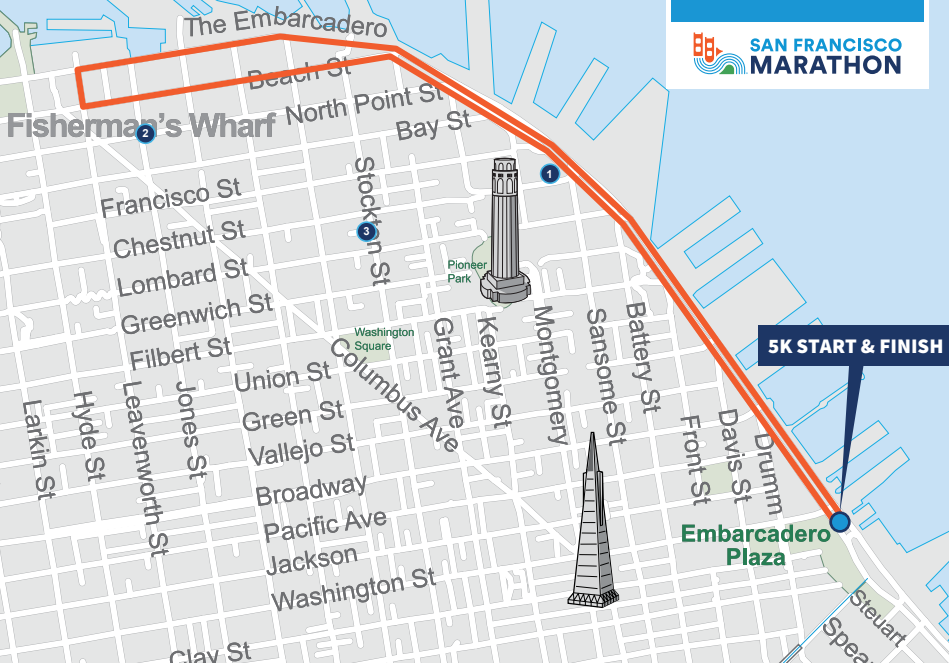 The Embarcadero
SAN FRANCISCO
MARATHON
Beach St
North Point St
Fisherman's Wharf
2
Bay St
1
Stockton St
Francisco St
3
Chestnut St
Lombard St
Pioneer
Park
Greenwich St
Washington
Square
Filbert St
Columbus Ave
Grant Ave
Kearny St
Montgomery
Sansome St
Battery St
5K START & FINISH
Union St
Larkin St
Hyde St
Leavenworth St
Jones St
Green St
Vallejo St
Front St
Davis St
Drumm
Broadway
Pacific Ave
Embarcadero
Plaza
Jackson
Washington St
Steuart
Spea
Clay St